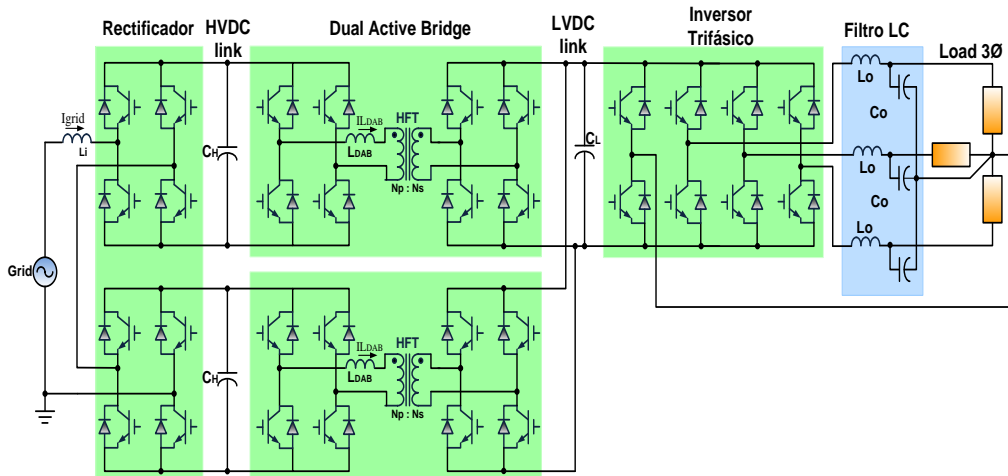 Rectificador
HVDC
link
Dual Active Bridge
LVDC
link
Inversor
Trifásico
Filtro LC
Load 3Ø
Igrid
Li
Grid
CH
ILDAB
LDAB
HFT
Np : Ns
CL
Lo
Co
Lo
Co
Lo
CH
ILDAB
LDAB
HFT
Np : Ns